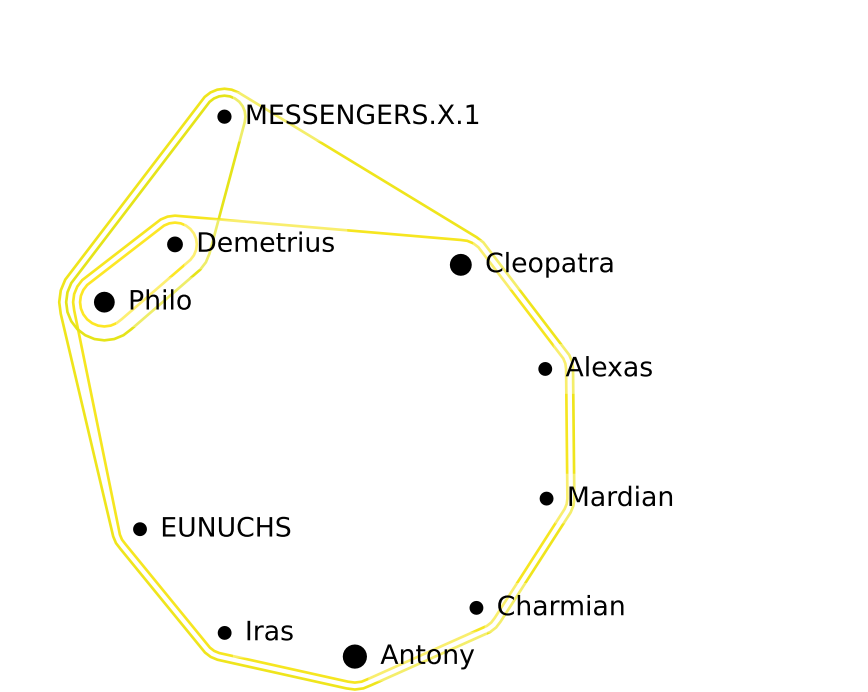 MESSENGERS.X.1
Demetrius
Cleopatra
Philo
Alexas
Mardian
EUNUCHS
Charmian
Iras
Antony